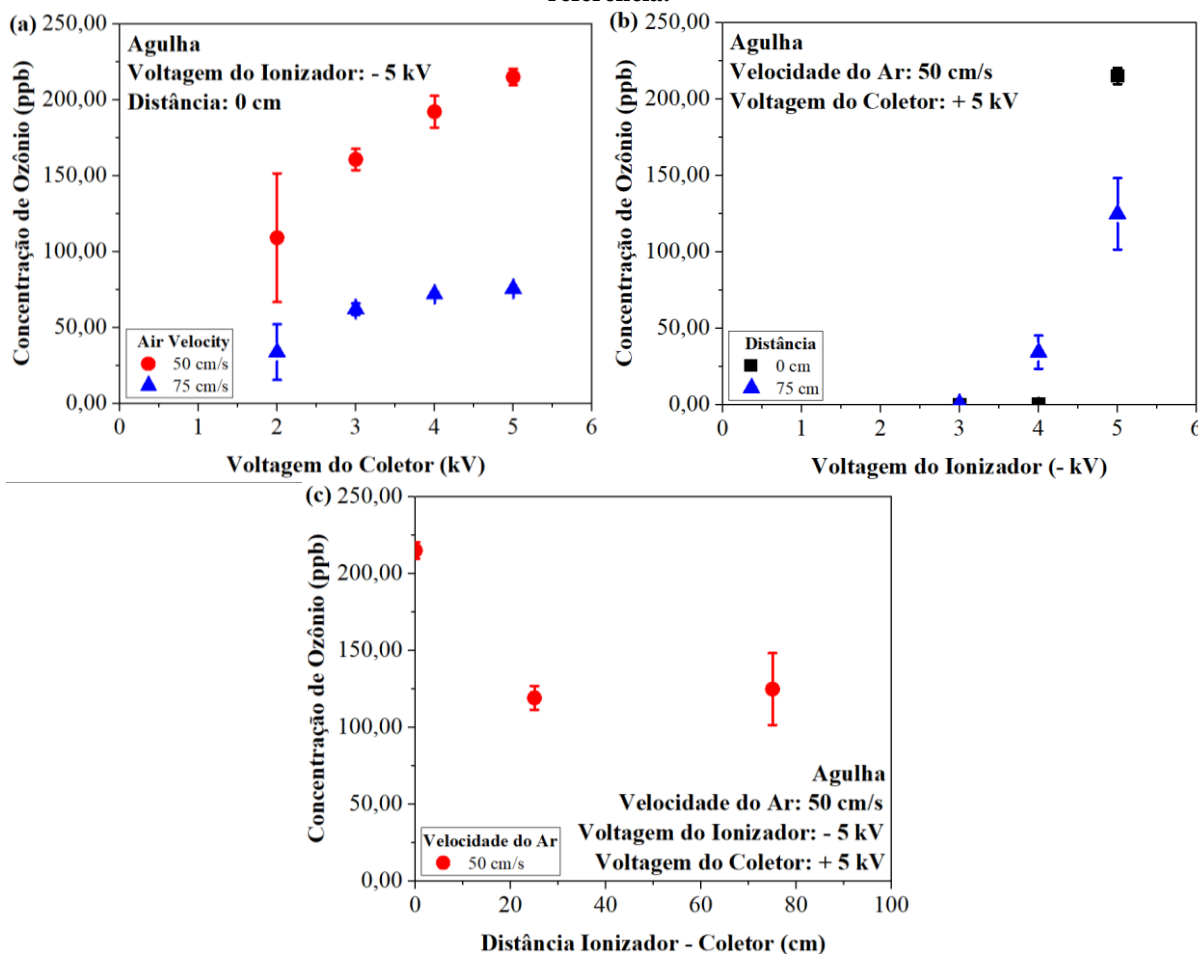 referência.
(a)
250,00
200,00
150,00
100,00
50,00
0,00
Concentração de Ozônio (ppb)
Agulha
Voltagem do Ionizador: - 5 kV
Distância: 0 cm
Air Velocity
50 cm/s
75 cm/s
0 1 2 3 4 5 6
Voltagem do Coletor (kV)
(b)
250,00
200,00
150,00
100,00
50,00
0,00
Concentração de Ozônio (ppb)
Agulha
Velocidade do Ar: 50 cm/s
Voltagem do Coletor: + 5 kV
Distância
0 cm
75 cm
0 1 2 3 4 5 6
Voltagem do Ionizador (- kV)
(c)
250,00
200,00
150,00
100,00
50,00
0,00
Concentração de Ozônio (ppb)
Agulha
Velocidade do Ar: 50 cm/s
Voltagem do Ionizador: - 5 kV
Voltagem do Coletor: + 5 kV
Velocidade do Ar
50 cm/s
0 20 40 60 80 100
Distância Ionizador - Coletor (cm)